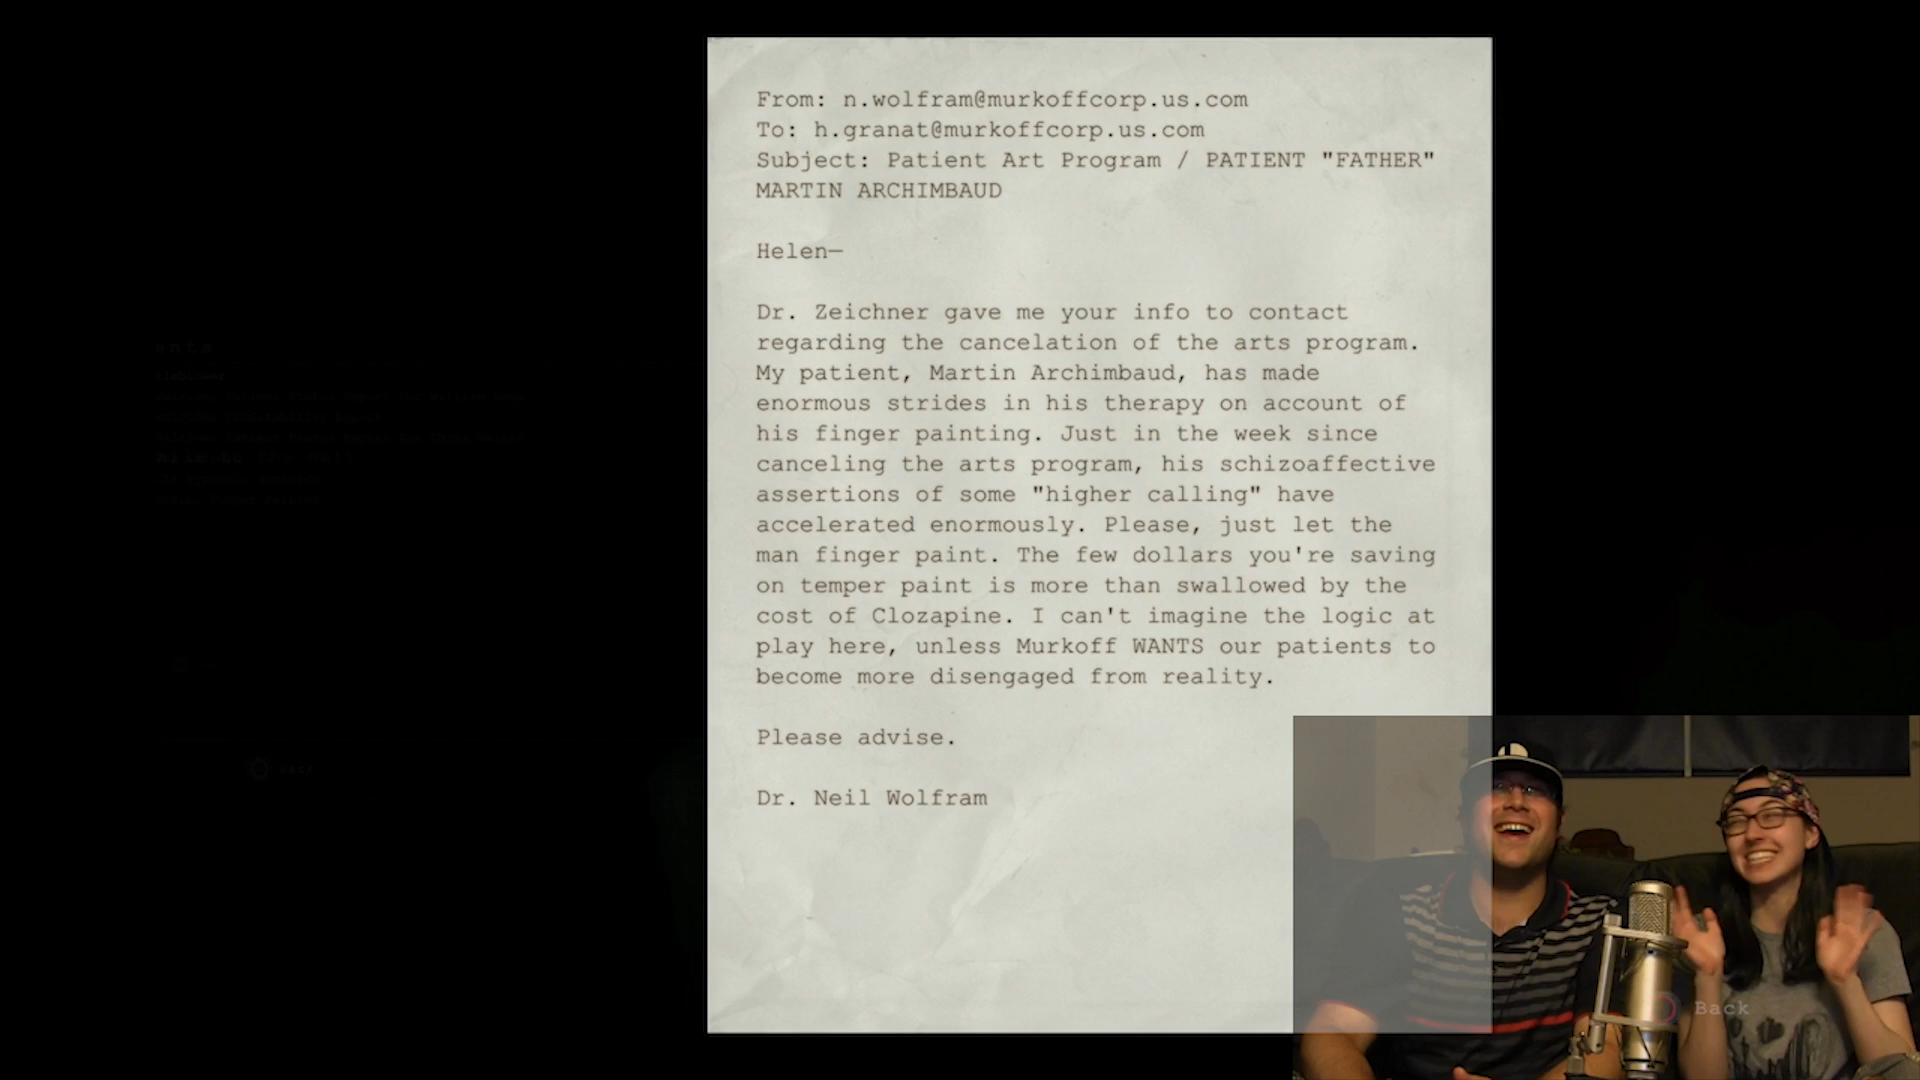 From: n.wolfram@murkoffcorp.us.com
To: h.granat@murkoffcorp.us.com
Subject: Patient Art Program / PATIENT "FATHER"
MARTIN ARCHIMBAUD
Helen—
Dr. Zeichner gave me your info to contact
regarding the cancelation of the arts program.
My patient, Martin Archimbaud, has made
enormous strides in his therapy on account of
his finger painting. Just in the week since
canceling the arts program, his schizoaffective
assertions of some "higher calling" have
accelerated enormously. Please, just let the
man finger paint. The few dollars you're saving
on temper paint is more than swallowed by the
cost of Clozapine. I can't imagine the logic at
play here, unless Murkoff WANTS our patients to
become more disengaged from reality.
Please advise.
Dr. Neil Wolfram
Back